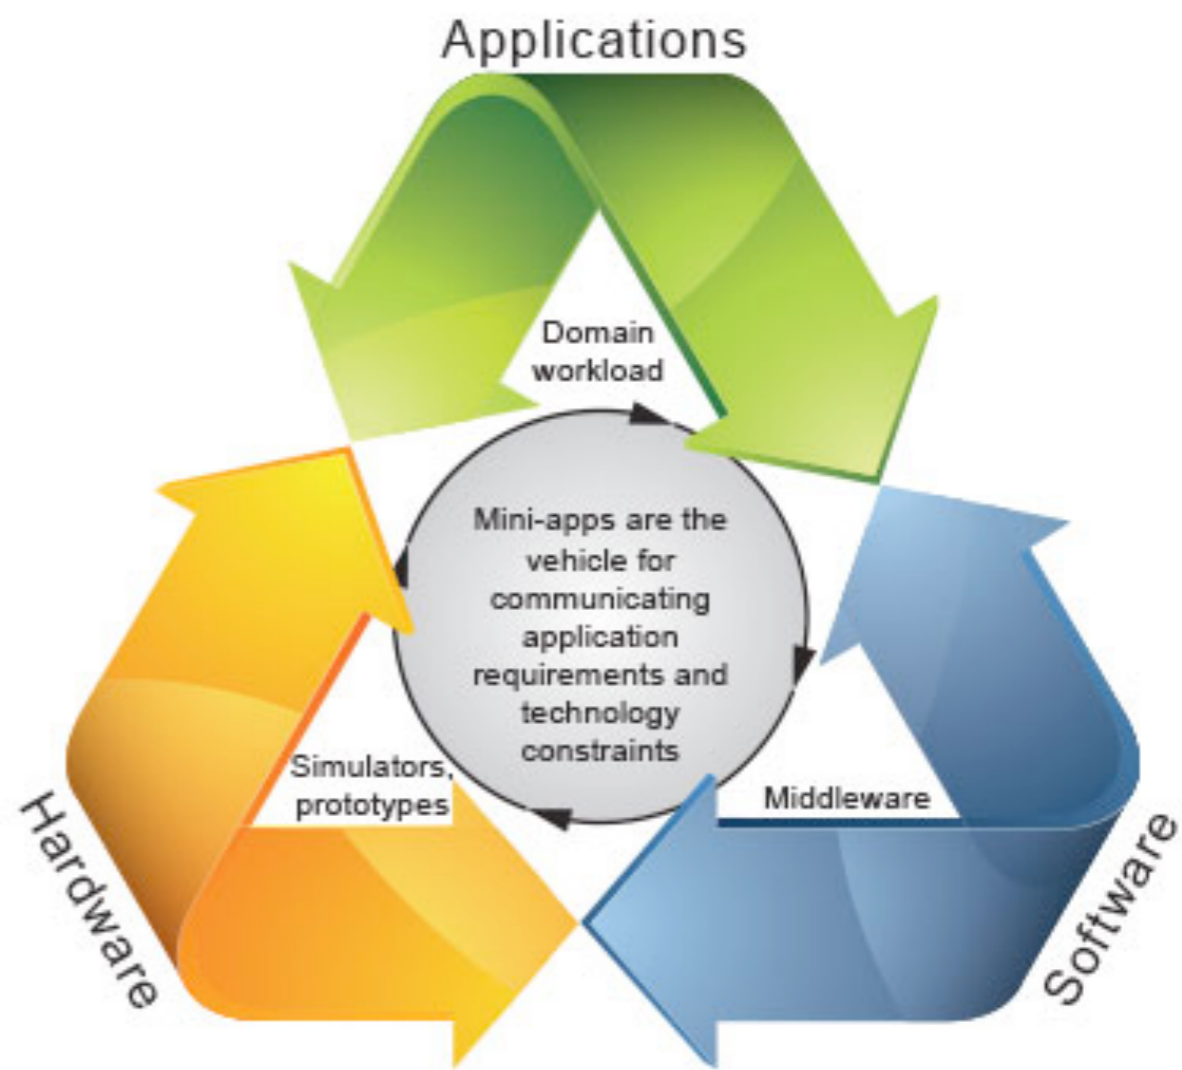 Applications
Domain
workload
Mini-apps are the
vehicle for
communicating
application
requirements and
technology
constraints
Simulators,
prototypes
Middleware
Hardware
Software